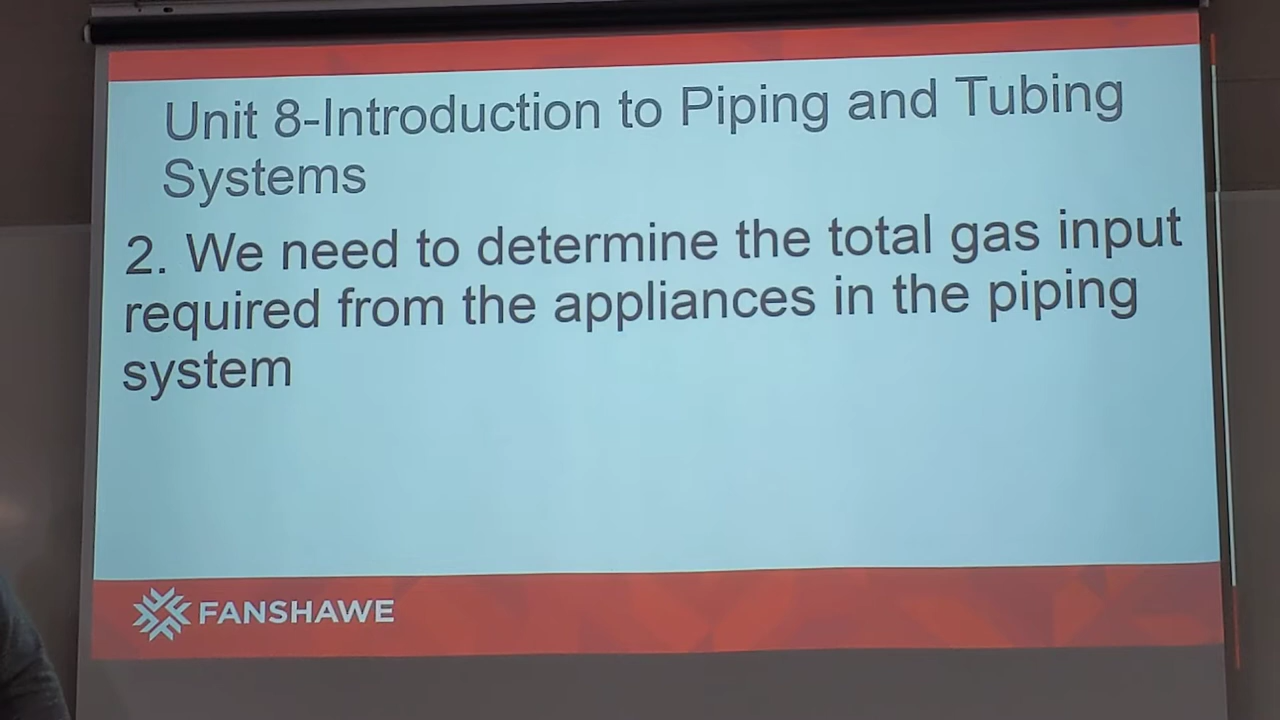 Unit 8-Introduction to Piping and Tubing
Systems
2. We need to determine the total gas input
required from the appliances in the piping
system
FANSHAWE